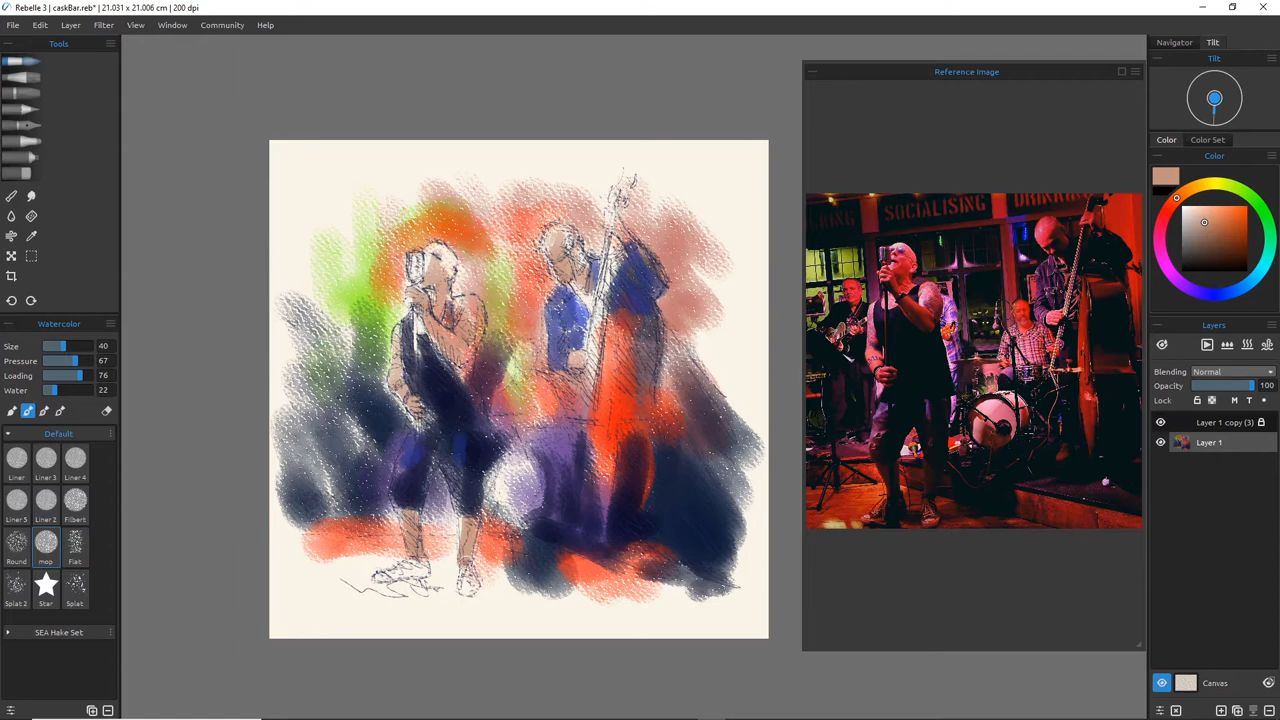 Rebelle 3 | caskBar.reb* | 21.031 x 21.006 cm | 200 dpi
File Edit Layer Filter View Window Community Help
Tools
Watercolor
Size 40
Pressure 67
Loading 76
Water 22
Default
Liner Liner 3 Liner 4
Liner 5 Liner 2 Filbert
Round mop Flat
Splat 2 Star Splat
SEA Hake Set
Reference Image
SOCIALISING
DRINKING
Navigator Tilt
Tilt
Color Color Set
Color
Layers
Blending Normal
Opacity 100
Lock M T
Layer 1 copy (3)
Layer 1
Canvas